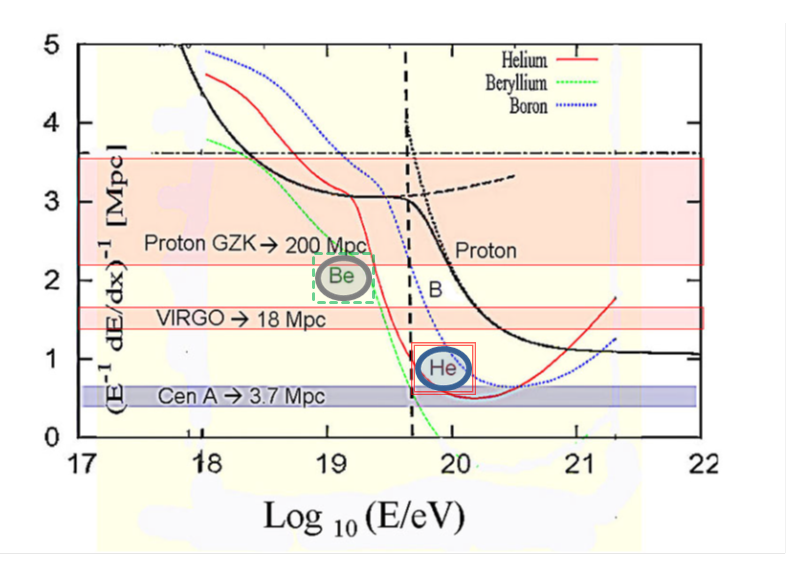 5
4
3
2
1
0
(E⁻¹ dE/dx)⁻¹ [Mpc]
Helium
Beryllium
Boron
Proton GZK → 200 Mpc
Proton
Be
B
VIRGO → 18 Mpc
He
Cen A → 3.7 Mpc
17 18 19 20 21 22
Log ₁₀ (E/eV)